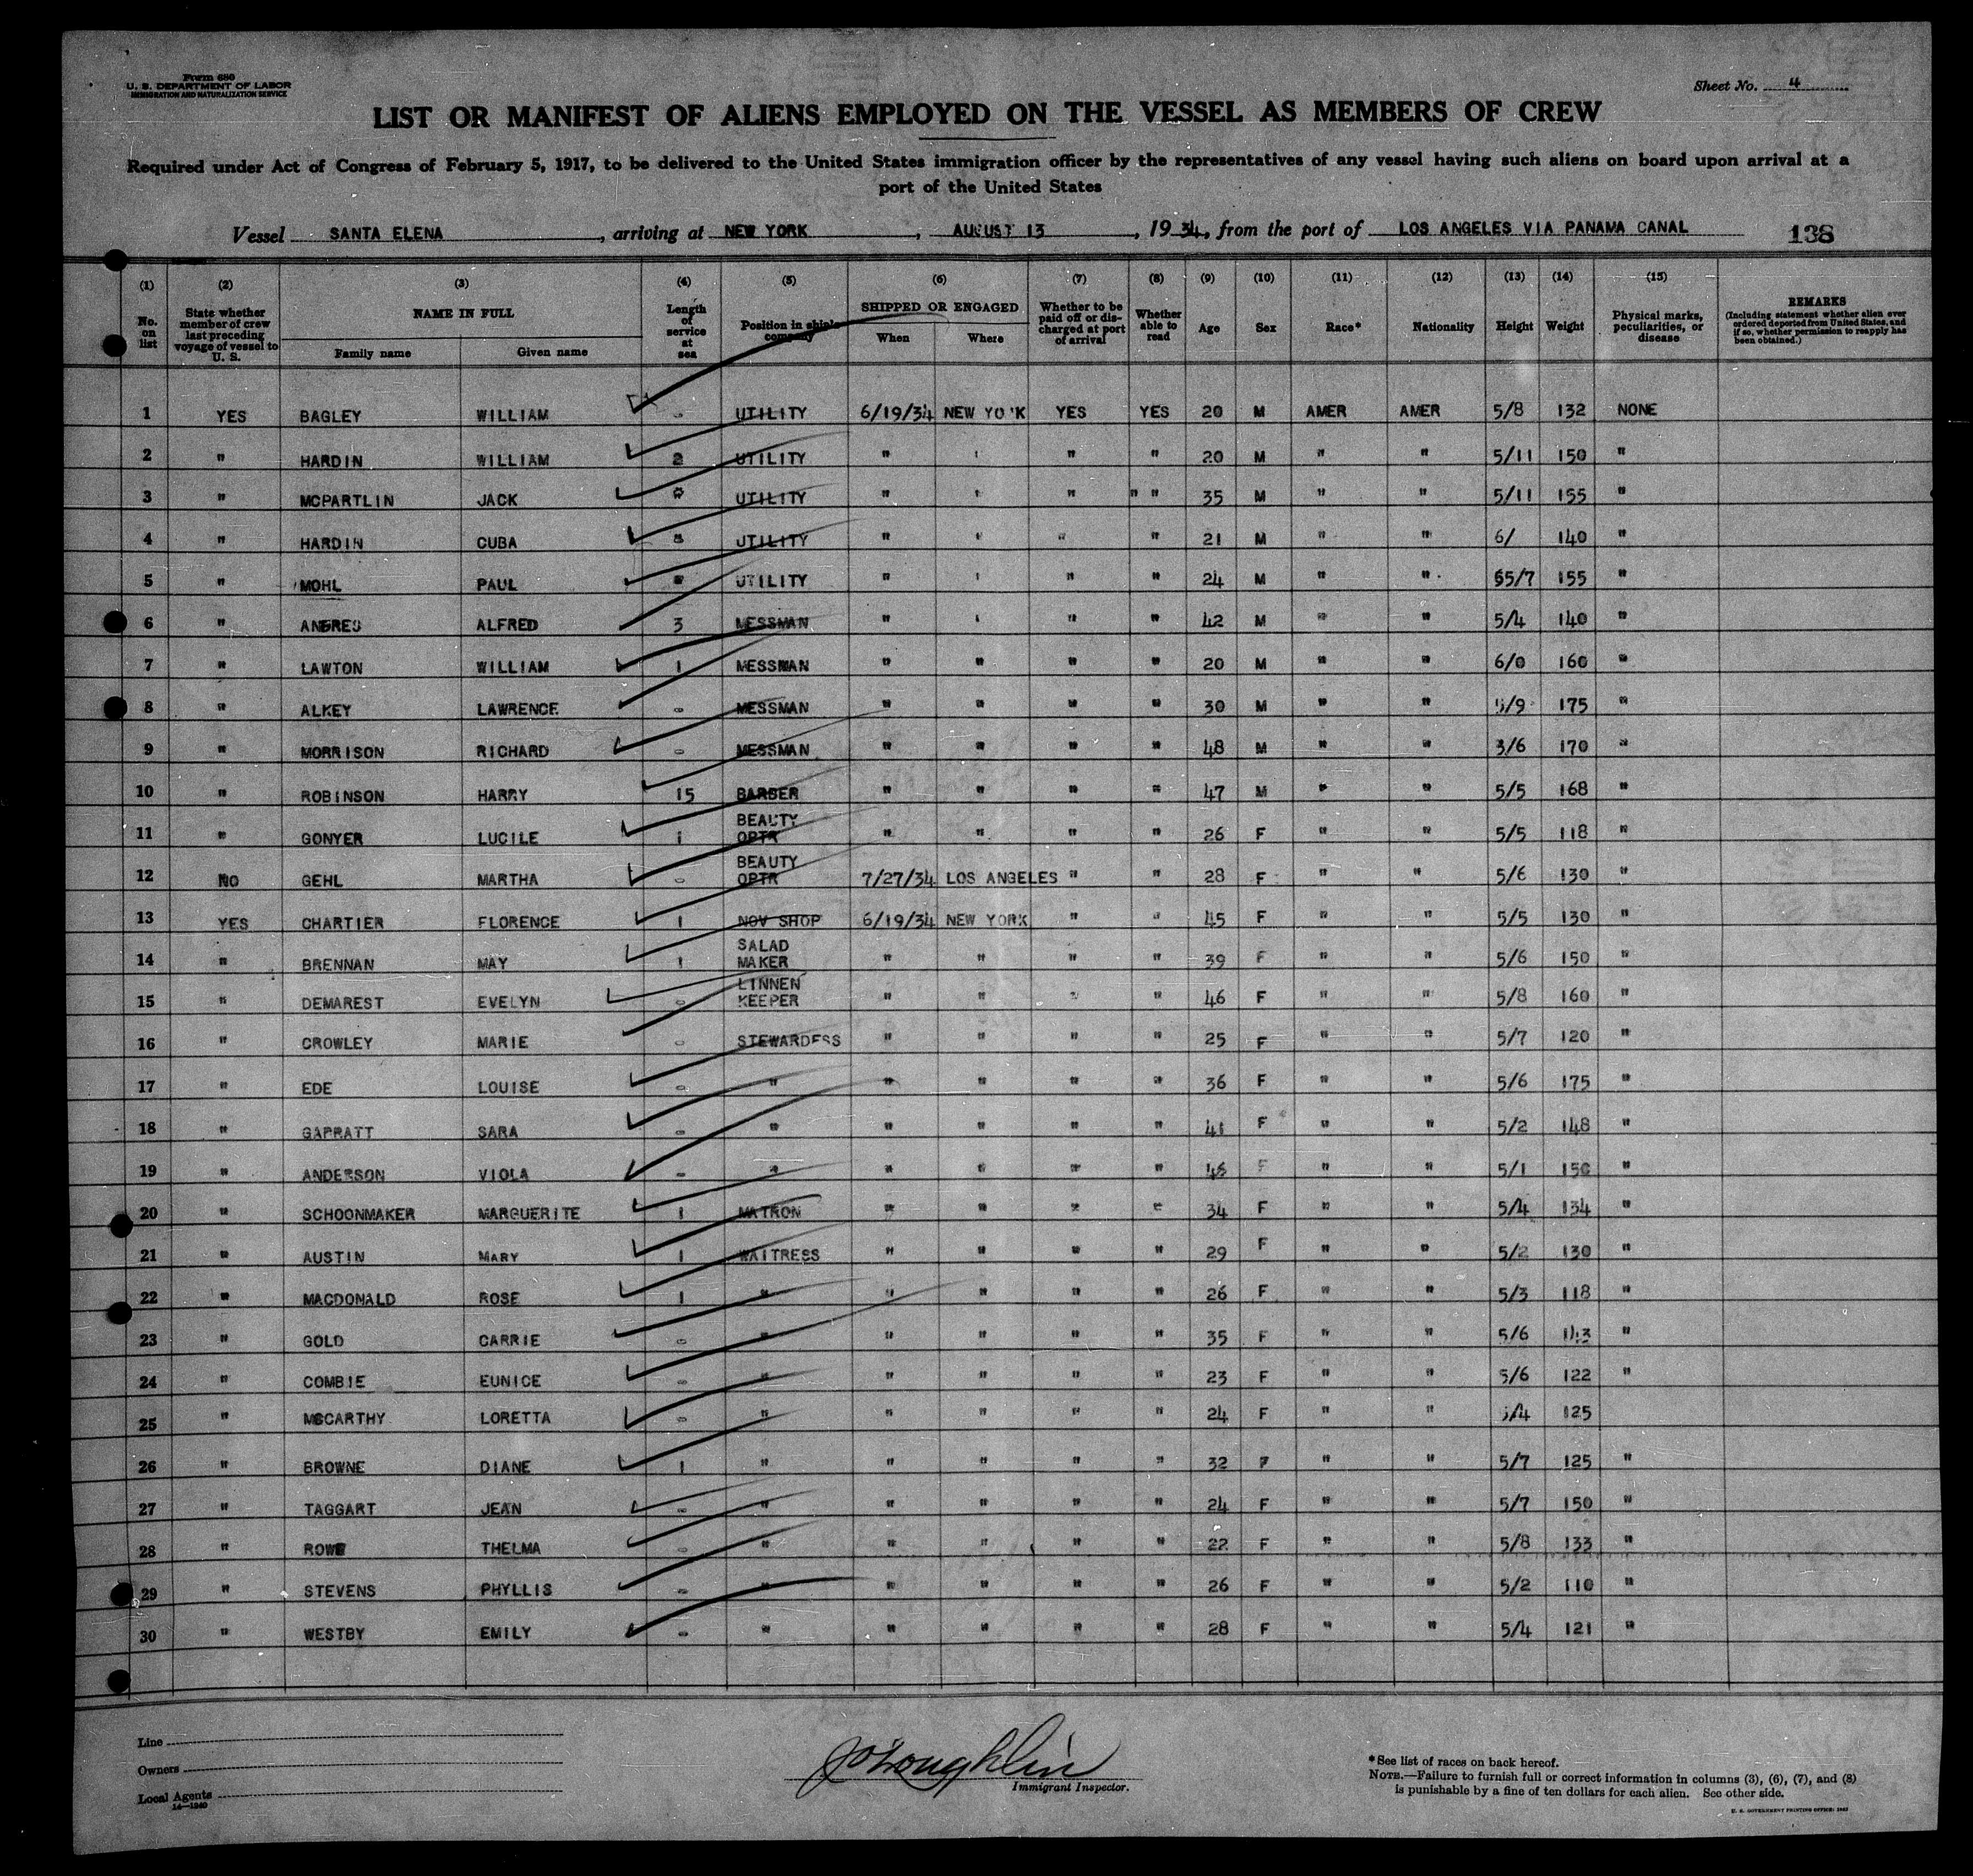 Form 680
U. S. DEPARTMENT OF LABOR
IMMIGRATION AND NATURALIZATION SERVICE
Sheet No. 4
LIST OR MANIFEST OF ALIENS EMPLOYED ON THE VESSEL AS MEMBERS OF CREW
Required under Act of Congress of February 5, 1917, to be delivered to the United States immigration officer by the representatives of any vessel having such aliens on board upon arrival at a
port of the United States
Vessel SANTA ELENA, arriving at NEW YORK, AUGUST 13, 1934, from the port of LOS ANGELES VIA PANAMA CANAL 138
(1) (2) (3) (4) (5) (6) (7) (8) (9) (10) (11) (12) (13) (14) (15)
No. on list
State whether member of crew last preceding voyage of vessel to U. S.
NAME IN FULL
Family name
Given name
Length of service at sea
Position in ship's company
SHIPPED OR ENGAGED
When
Where
Whether to be paid off or discharged at port of arrival
Whether able to read
Age
Sex
Race*
Nationality
Height
Weight
Physical marks, peculiarities, or disease
REMARKS
(Including statement whether alien ever ordered deported from United States, and if so, whether permission to reapply has been obtained.)
1 YES BAGLEY WILLIAM - UTILITY 6/19/34 NEW YO'K YES YES 20 M AMER AMER 5/8 132 NONE
2 " HARDIN WILLIAM 2 UTILITY " ' " " 20 M " " 5/11 150 "
3 " MCPARTLIN JACK UTILITY " ' " " " 35 M " " 5/11 155 "
4 " HARDIN CUBA UTILITY " ' " " 21 M " " 6/ 140 "
5 " MOHL PAUL UTILITY " ' " " 24 M " " 55/7 155 "
6 " ANDRES ALFRED 3 MESSMAN " ' " " 42 M " " 5/4 140 "
7 " LAWTON WILLIAM 1 MESSMAN " " " " 20 M " " 6/0 160 "
8 " ALKEY LAWRENCE - MESSMAN " " " " 30 M " " 5/9 175 "
9 " MORRISON RICHARD - MESSMAN " " " " 48 M " " 3/6 170 "
10 " ROBINSON HARRY 15 BARBER " " " " 47 M " " 5/5 168 "
11 " GONYER LUCILE 1 BEAUTY OPTR " " " " 26 F " " 5/5 118 "
12 NO GEHL MARTHA - BEAUTY OPTR 7/27/34 LOS ANGELES " " 28 F " " 5/6 130 "
13 YES CHARTIER FLORENCE 1 NOV SHOP 6/19/34 NEW YORK " " 45 F " " 5/5 130 "
14 " BRENNAN MAY 1 SALAD MAKER " " " " 39 F " " 5/6 150 "
15 " DEMAREST EVELYN - LINNEN KEEPER " " " " 46 F " " 5/8 160 "
16 " CROWLEY MARIE - STEWARDESS " " " " 25 F " " 5/7 120 "
17 " EDE LOUISE - " " " " " 36 F " " 5/6 175 "
18 " GARRATT SARA - " " " " " 41 F " " 5/2 148 "
19 " ANDERSON VIOLA - " " " " " F " " 5/1 150 "
20 " SCHOONMAKER MARGUERITE 1 MATRON " " " " 34 F " " 5/4 134 "
21 " AUSTIN MARY 1 WAITRESS " " " " 29 F " " 5/2 130 "
22 " MACDONALD ROSE 1 " " " " " 26 F " " 5/3 118 "
23 " GOLD CARRIE - " " " " " 35 F " " 5/6 143 "
24 " COMBIE EUNICE - " " " " " 23 F " " 5/6 122 "
25 " MCCARTHY LORETTA - " " " " " 24 F " " 5/4 125
26 " BROWNE DIANE 1 " " " " " 32 F " " 5/7 125 "
27 " TAGGART JEAN - " " " " " 24 F " " 5/7 150 "
28 " ROWE THELMA - " " " " " 22 F " " 5/8 133 "
29 " STEVENS PHYLLIS - " " " " " 26 F " " 5/2 110 "
30 " WESTBY EMILY - " " " " " 28 F " " 5/4 121 "
Line
Owners
Local Agents
14—1240
JO'Loughlin
Immigrant Inspector.
*See list of races on back hereof.
NOTE.—Failure to furnish full or correct information in columns (3), (6), (7), and (8)
is punishable by a fine of ten dollars for each alien. See other side.